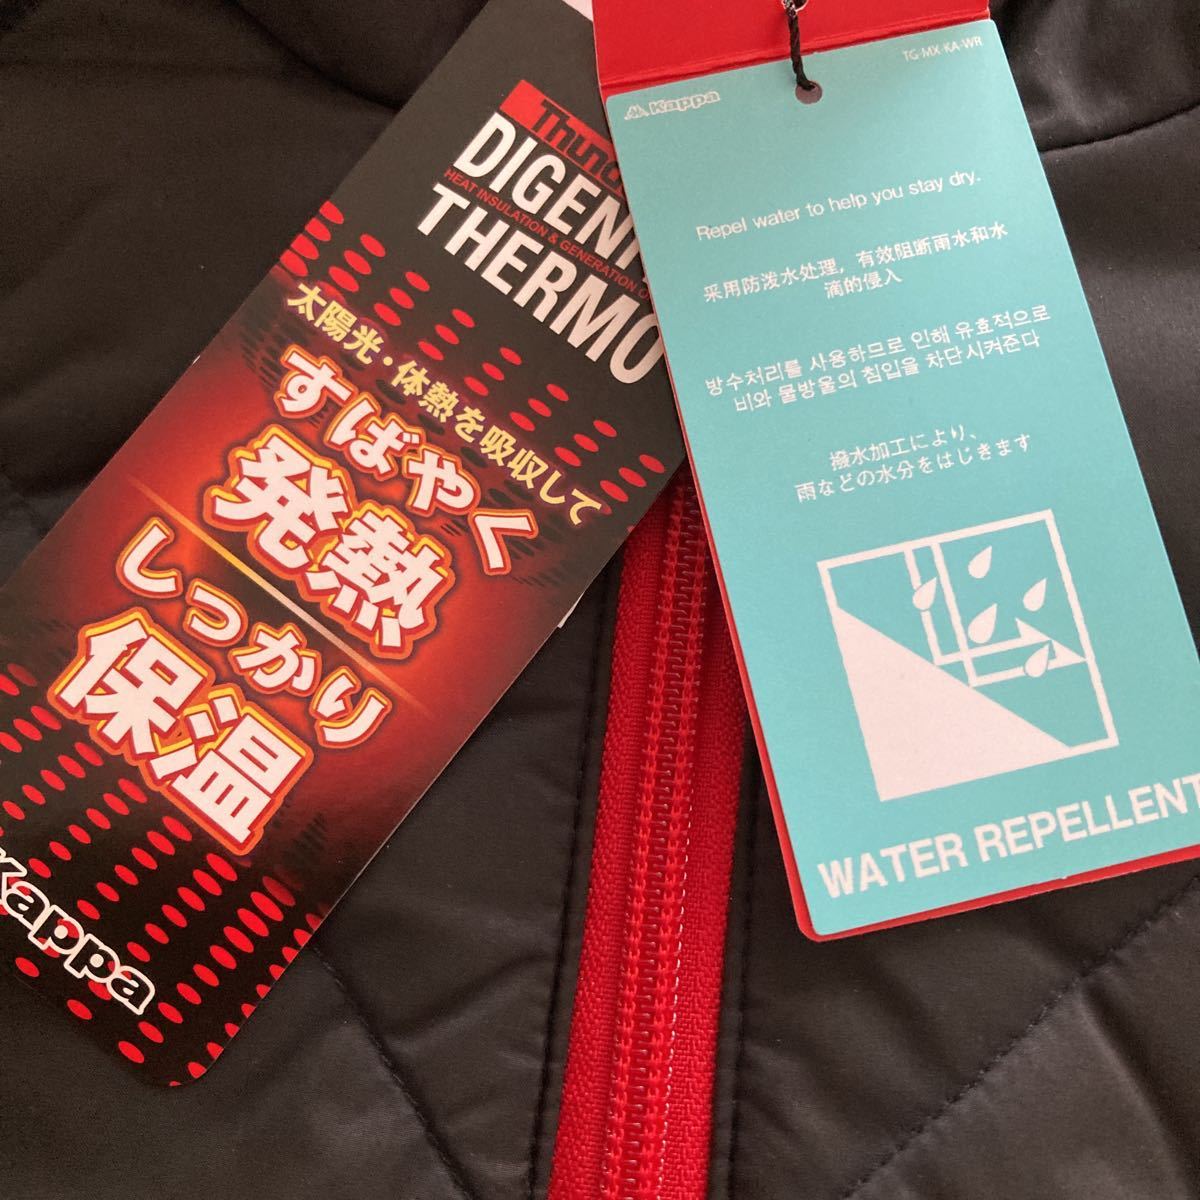 DIGENI
HEAT INSULATION & GENERATION
THERMO
太陽光・体熱を吸収して
すばやく
発熱
しっかり
保温
Kappa
TG-MX-KA-WR
Kappa
Repel water to help you stay dry.
采用防泼水处理，有效阻断雨水和水
滴的侵入
방수처리를 사용하므로 인해 유효적으로
비와 물방울의 침입을 차단시켜준다
撥水加工により、
雨などの水分をはじきます
WATER REPELLENT